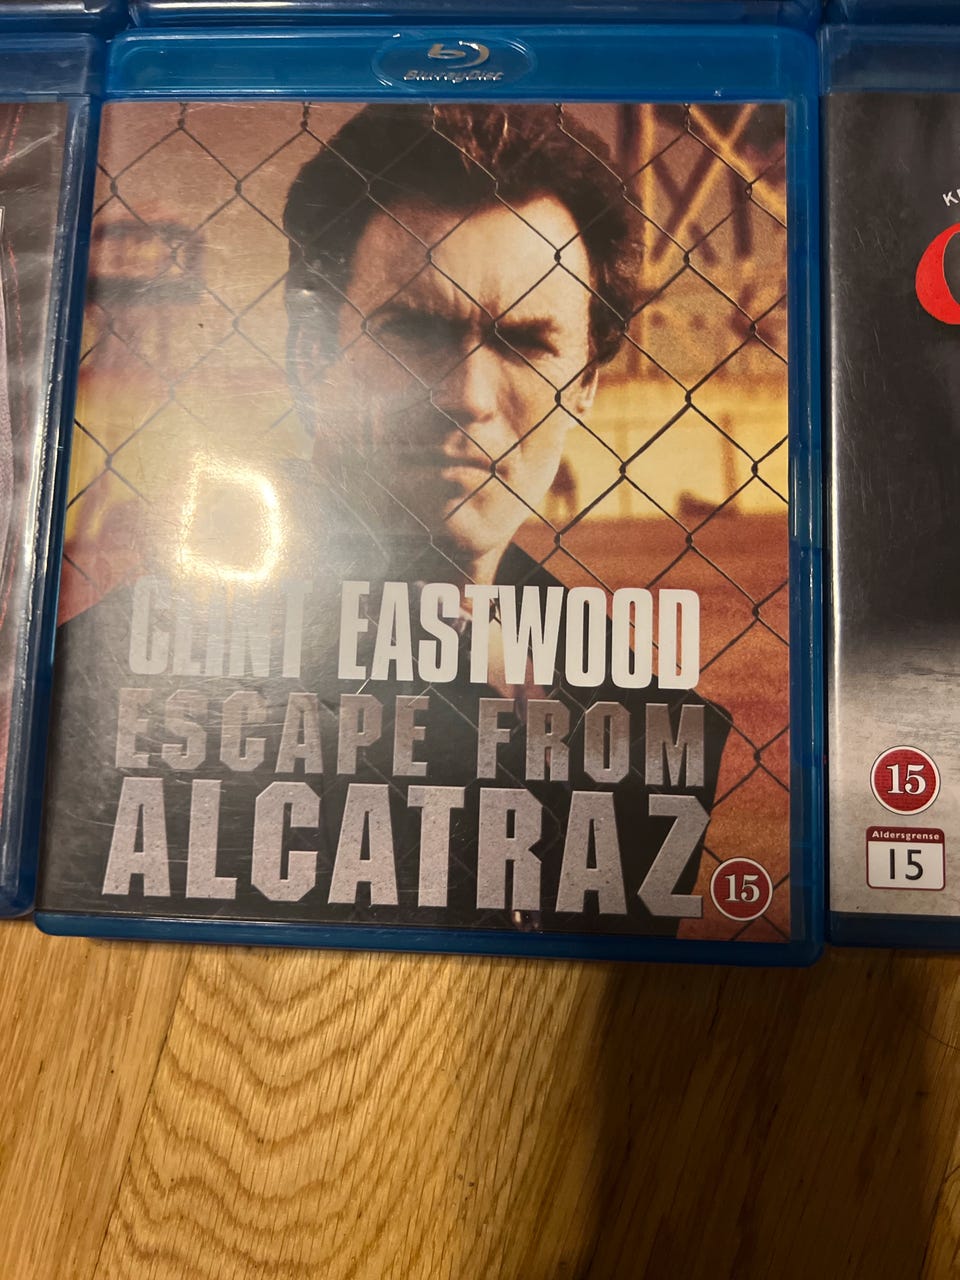 Blu-ray Disc
CLINT EASTWOOD
ESCAPE FROM
ALCATRAZ
15
15
Aldersgrense
15